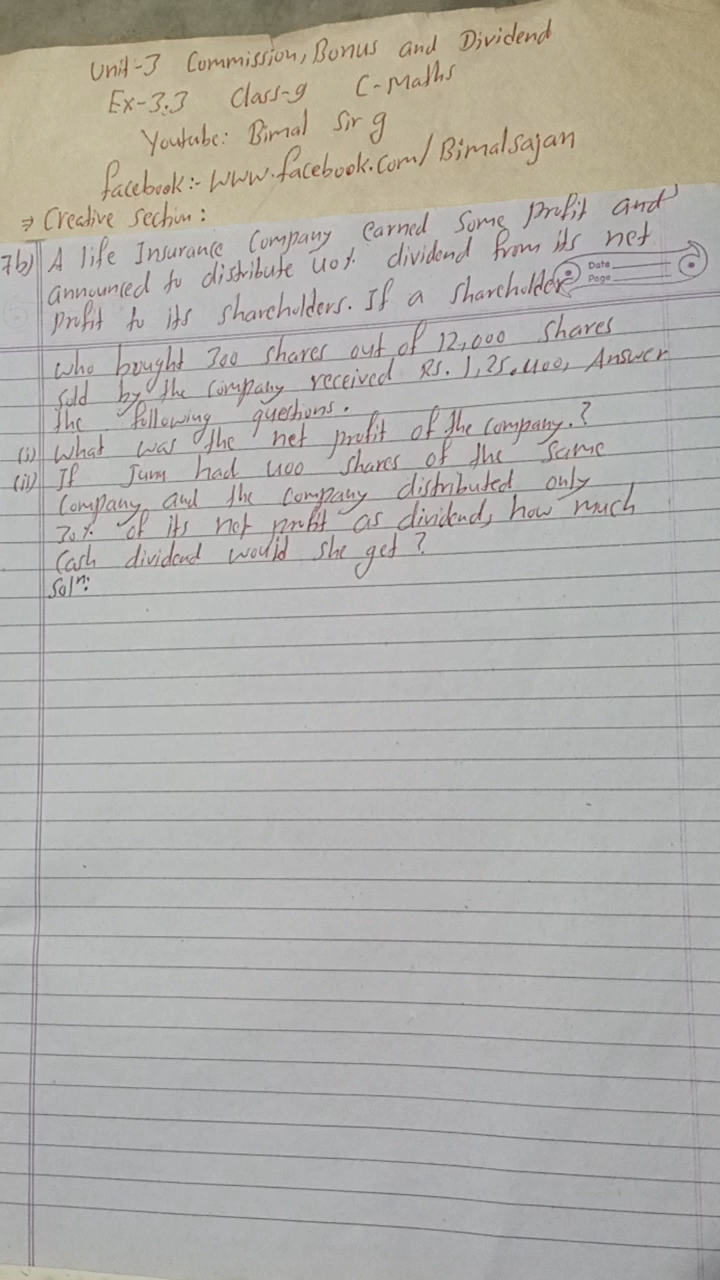 Unit-3 Commission, Bonus and Dividend
Ex-3.3 Class-9 C-Maths
Youtube: Bimal Sir g
facebook:- www.facebook.com/Bimalsajan
⇒ Creative Section:
7b) A life Insurance Company earned some profit and
announced to distribute 40% dividend from its net
Date
Page
profit to its shareholders. If a shareholder
who bought 300 shares out of 12,000 shares
sold by the company received Rs. 1,25,400, Answer
the following questions.
(i) What was the net profit of the company.?
(ii) If had 400 shares of the same
Company, and the company distributed only
30% of its net profit as dividend, how much
Cash dividend would she get?
Solⁿ: